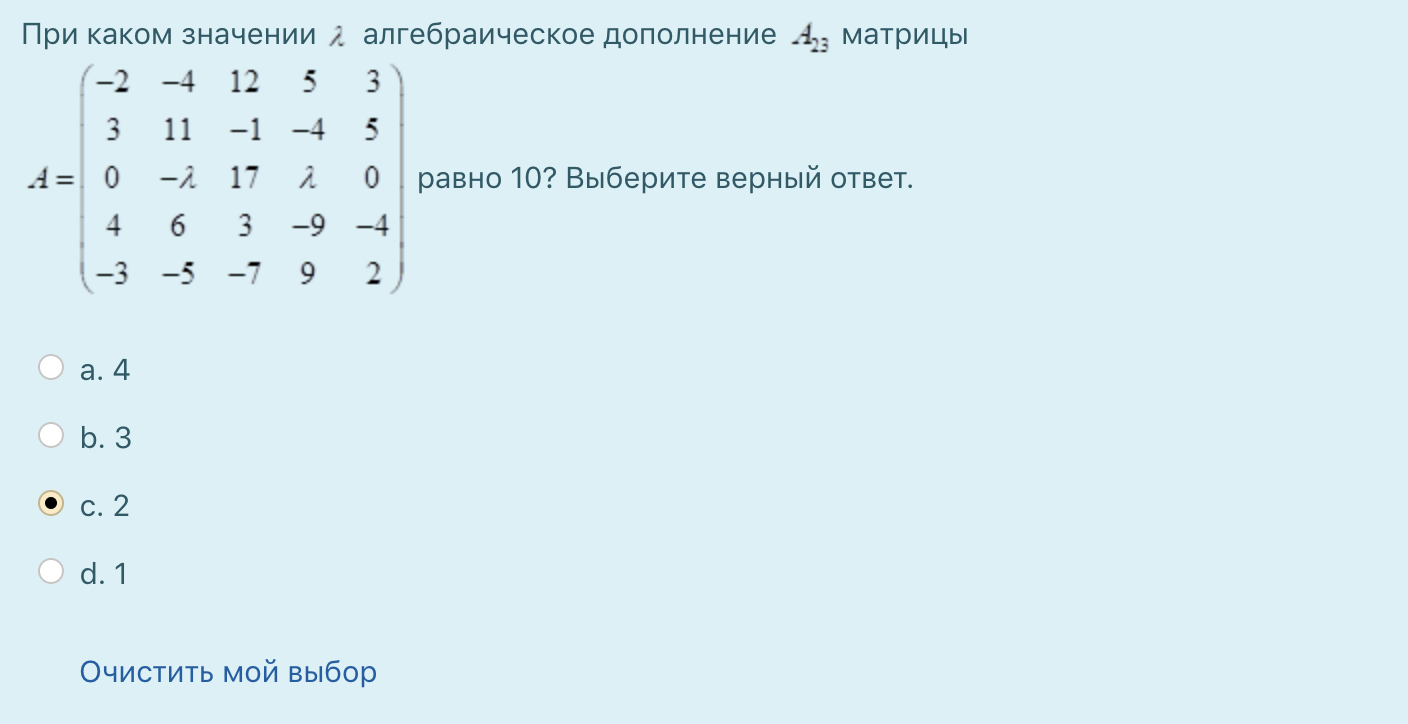 При каком значении λ алгебраическое дополнение A₂₃ матрицы
−2 −4 12 5 3
3 11 −1 −4 5
A = 0 −λ 17 λ 0 равно 10? Выберите верный ответ.
4 6 3 −9 −4
−3 −5 −7 9 2
a. 4
b. 3
c. 2
d. 1
Очистить мой выбор